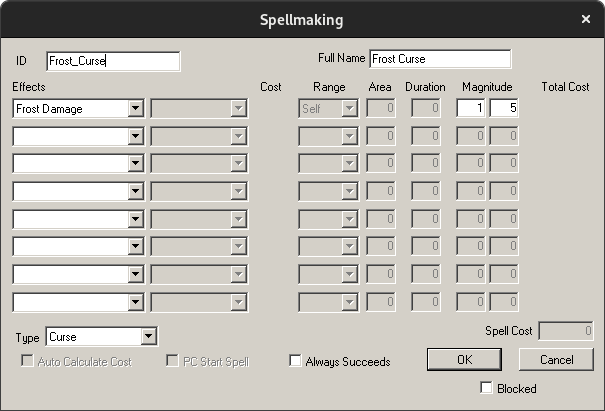 Spellmaking
ID Frost_Curse Full Name Frost Curse
Effects Cost Range Area Duration Magnitude Total Cost
Frost Damage Self 0 0 1 5
0 0 0 0
0 0 0 0
0 0 0 0
0 0 0 0
0 0 0 0
0 0 0 0
0 0 0 0
Type Curse Spell Cost 0
Auto Calculate Cost PC Start Spell Always Succeeds OK Cancel
Blocked